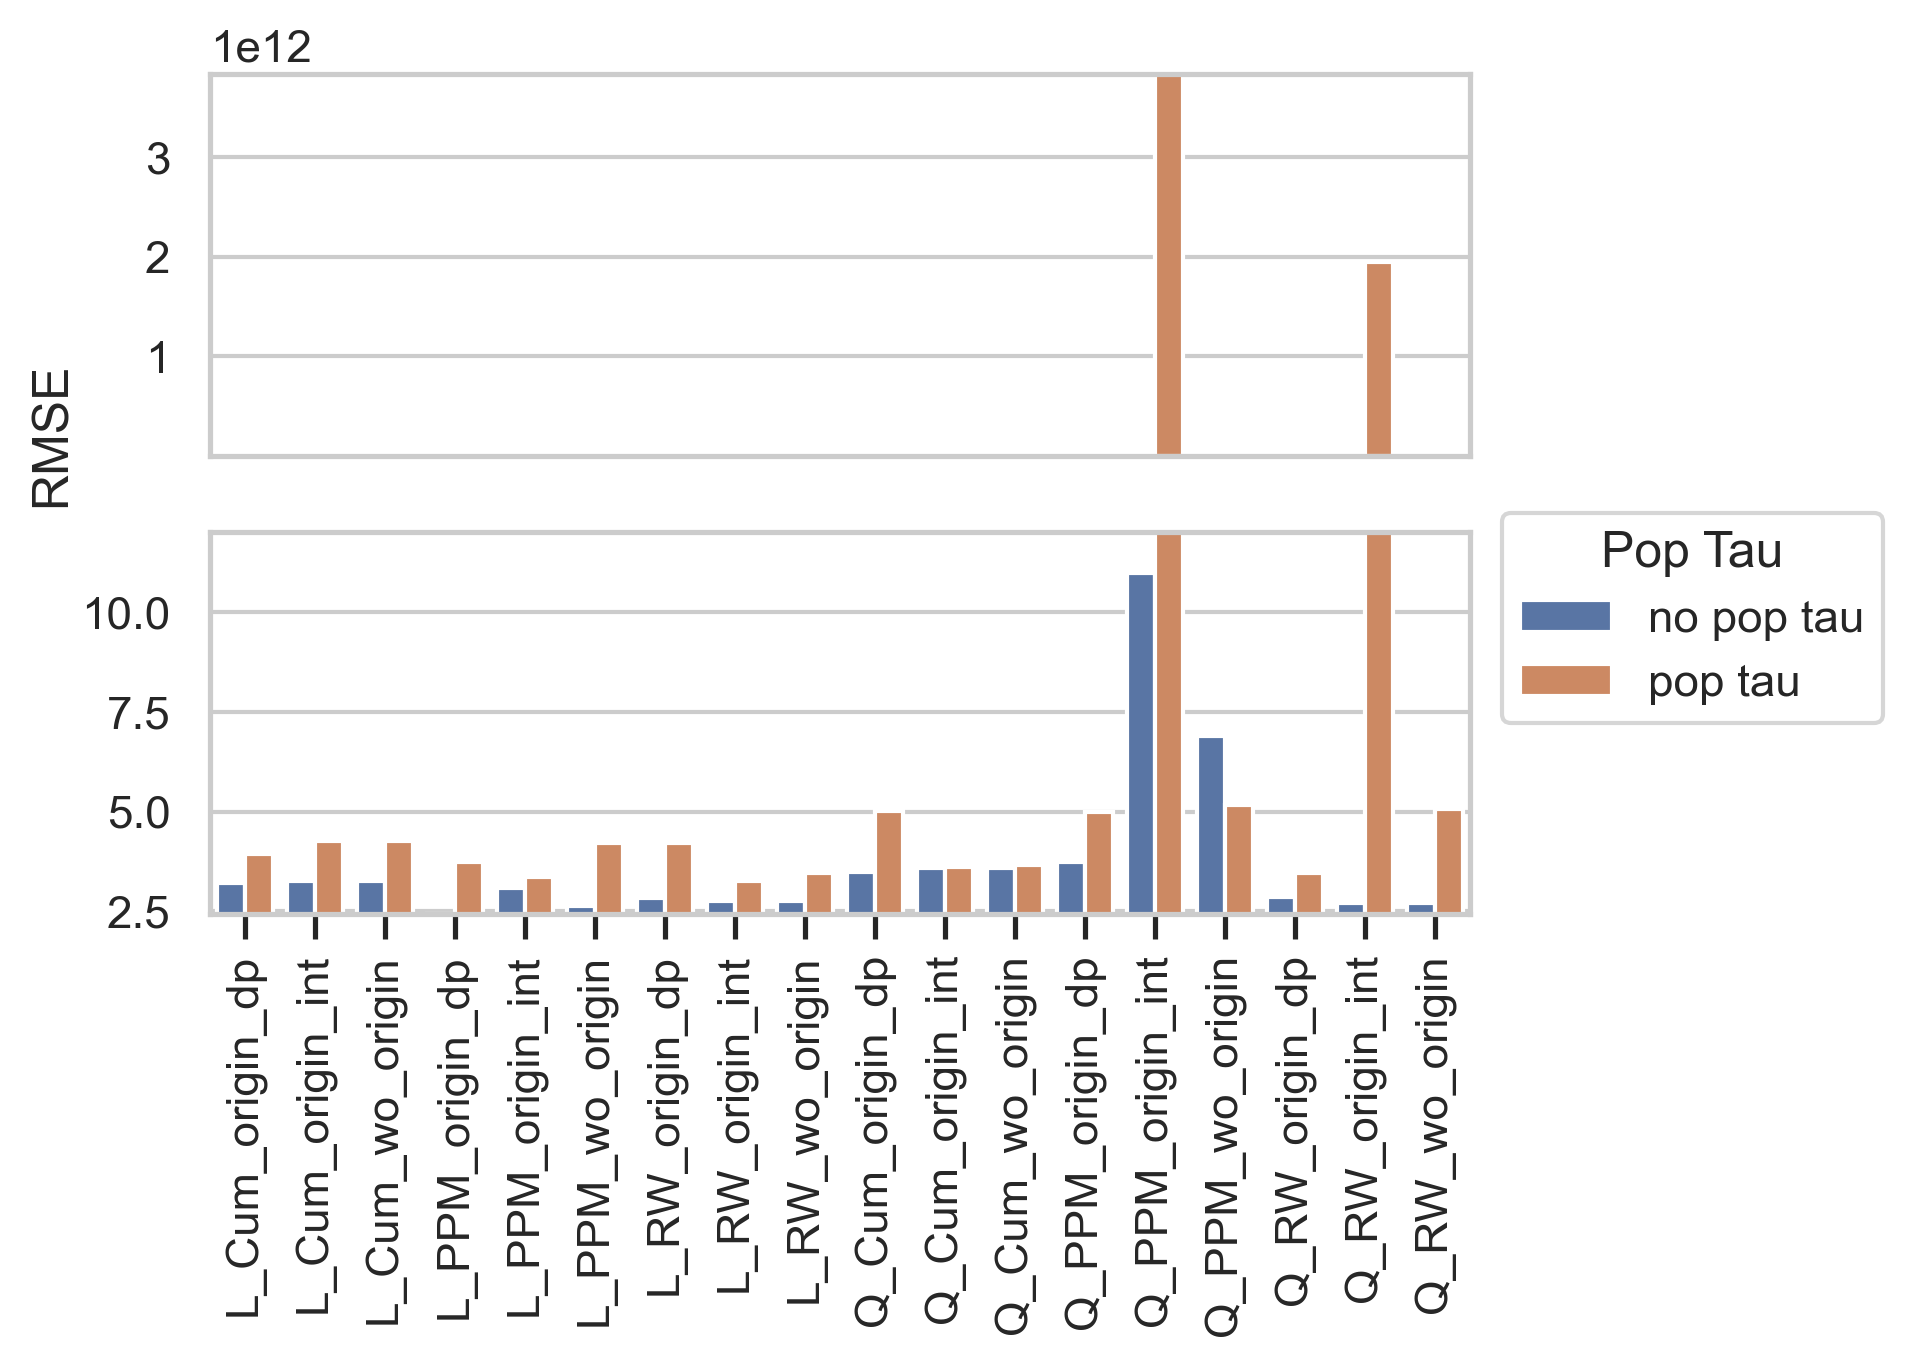 1e12
3
2
1
RMSE
10.0
7.5
5.0
2.5
L_Cum_origin_dp
L_Cum_origin_int
L_Cum_wo_origin
L_PPM_origin_dp
L_PPM_origin_int
L_PPM_wo_origin
L_RW_origin_dp
L_RW_origin_int
L_RW_wo_origin
Q_Cum_origin_dp
Q_Cum_origin_int
Q_Cum_wo_origin
Q_PPM_origin_dp
Q_PPM_origin_int
Q_PPM_wo_origin
Q_RW_origin_dp
Q_RW_origin_int
Q_RW_wo_origin
Pop Tau
no pop tau
pop tau